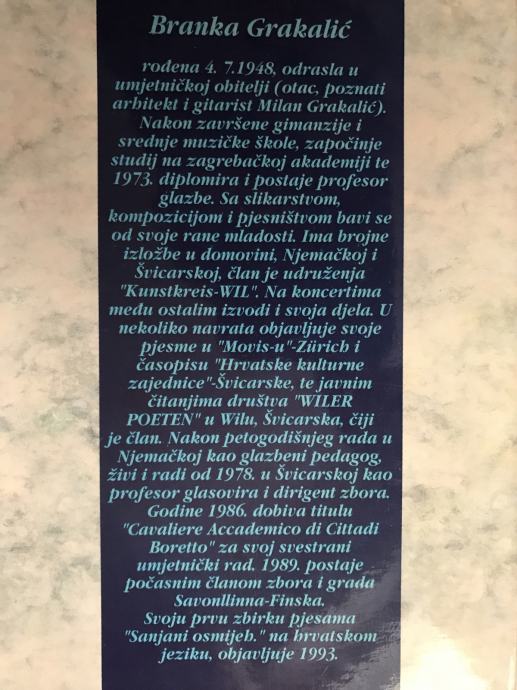 Branka Grakalić
rođena 4. 7.1948, odrasla u
umjetničkoj obitelji (otac, poznati
arhitekt i gitarist Milan Grakalić).
Nakon završene gimanzije i
srednje muzičke škole, započinje
studij na zagrebačkoj akademiji te
1973. diplomira i postaje profesor
glazbe. Sa slikarstvom,
kompozicijom i pjesništvom bavi se
od svoje rane mladosti. Ima brojne
izložbe u domovini, Njemačkoj i
Švicarskoj, član je udruženja
"Kunstkreis-WIL". Na koncertima
među ostalim izvodi i svoja djela. U
nekoliko navrata objavljuje svoje
pjesme u "Movis-u"-Zürich i
časopisu "Hrvatske kulturne
zajednice"-Švicarske, te javnim
čitanjima društva "WILER
POETEN" u Wilu, Švicarska, čiji
je član. Nakon petogodišnjeg rada u
Njemačkoj kao glazbeni pedagog,
živi i radi od 1978. u Švicarskoj kao
profesor glasovira i dirigent zbora.
Godine 1986. dobiva titulu
"Cavaliere Accademico di Cittadi
Boretto" za svoj svestrani
umjetnički rad, 1989. postaje
počasnim članom zbora i grada
Savonllinna-Finska.
Svoju prvu zbirku pjesama
"Sanjani osmijeh." na hrvatskom
jeziku, objavljuje 1993.